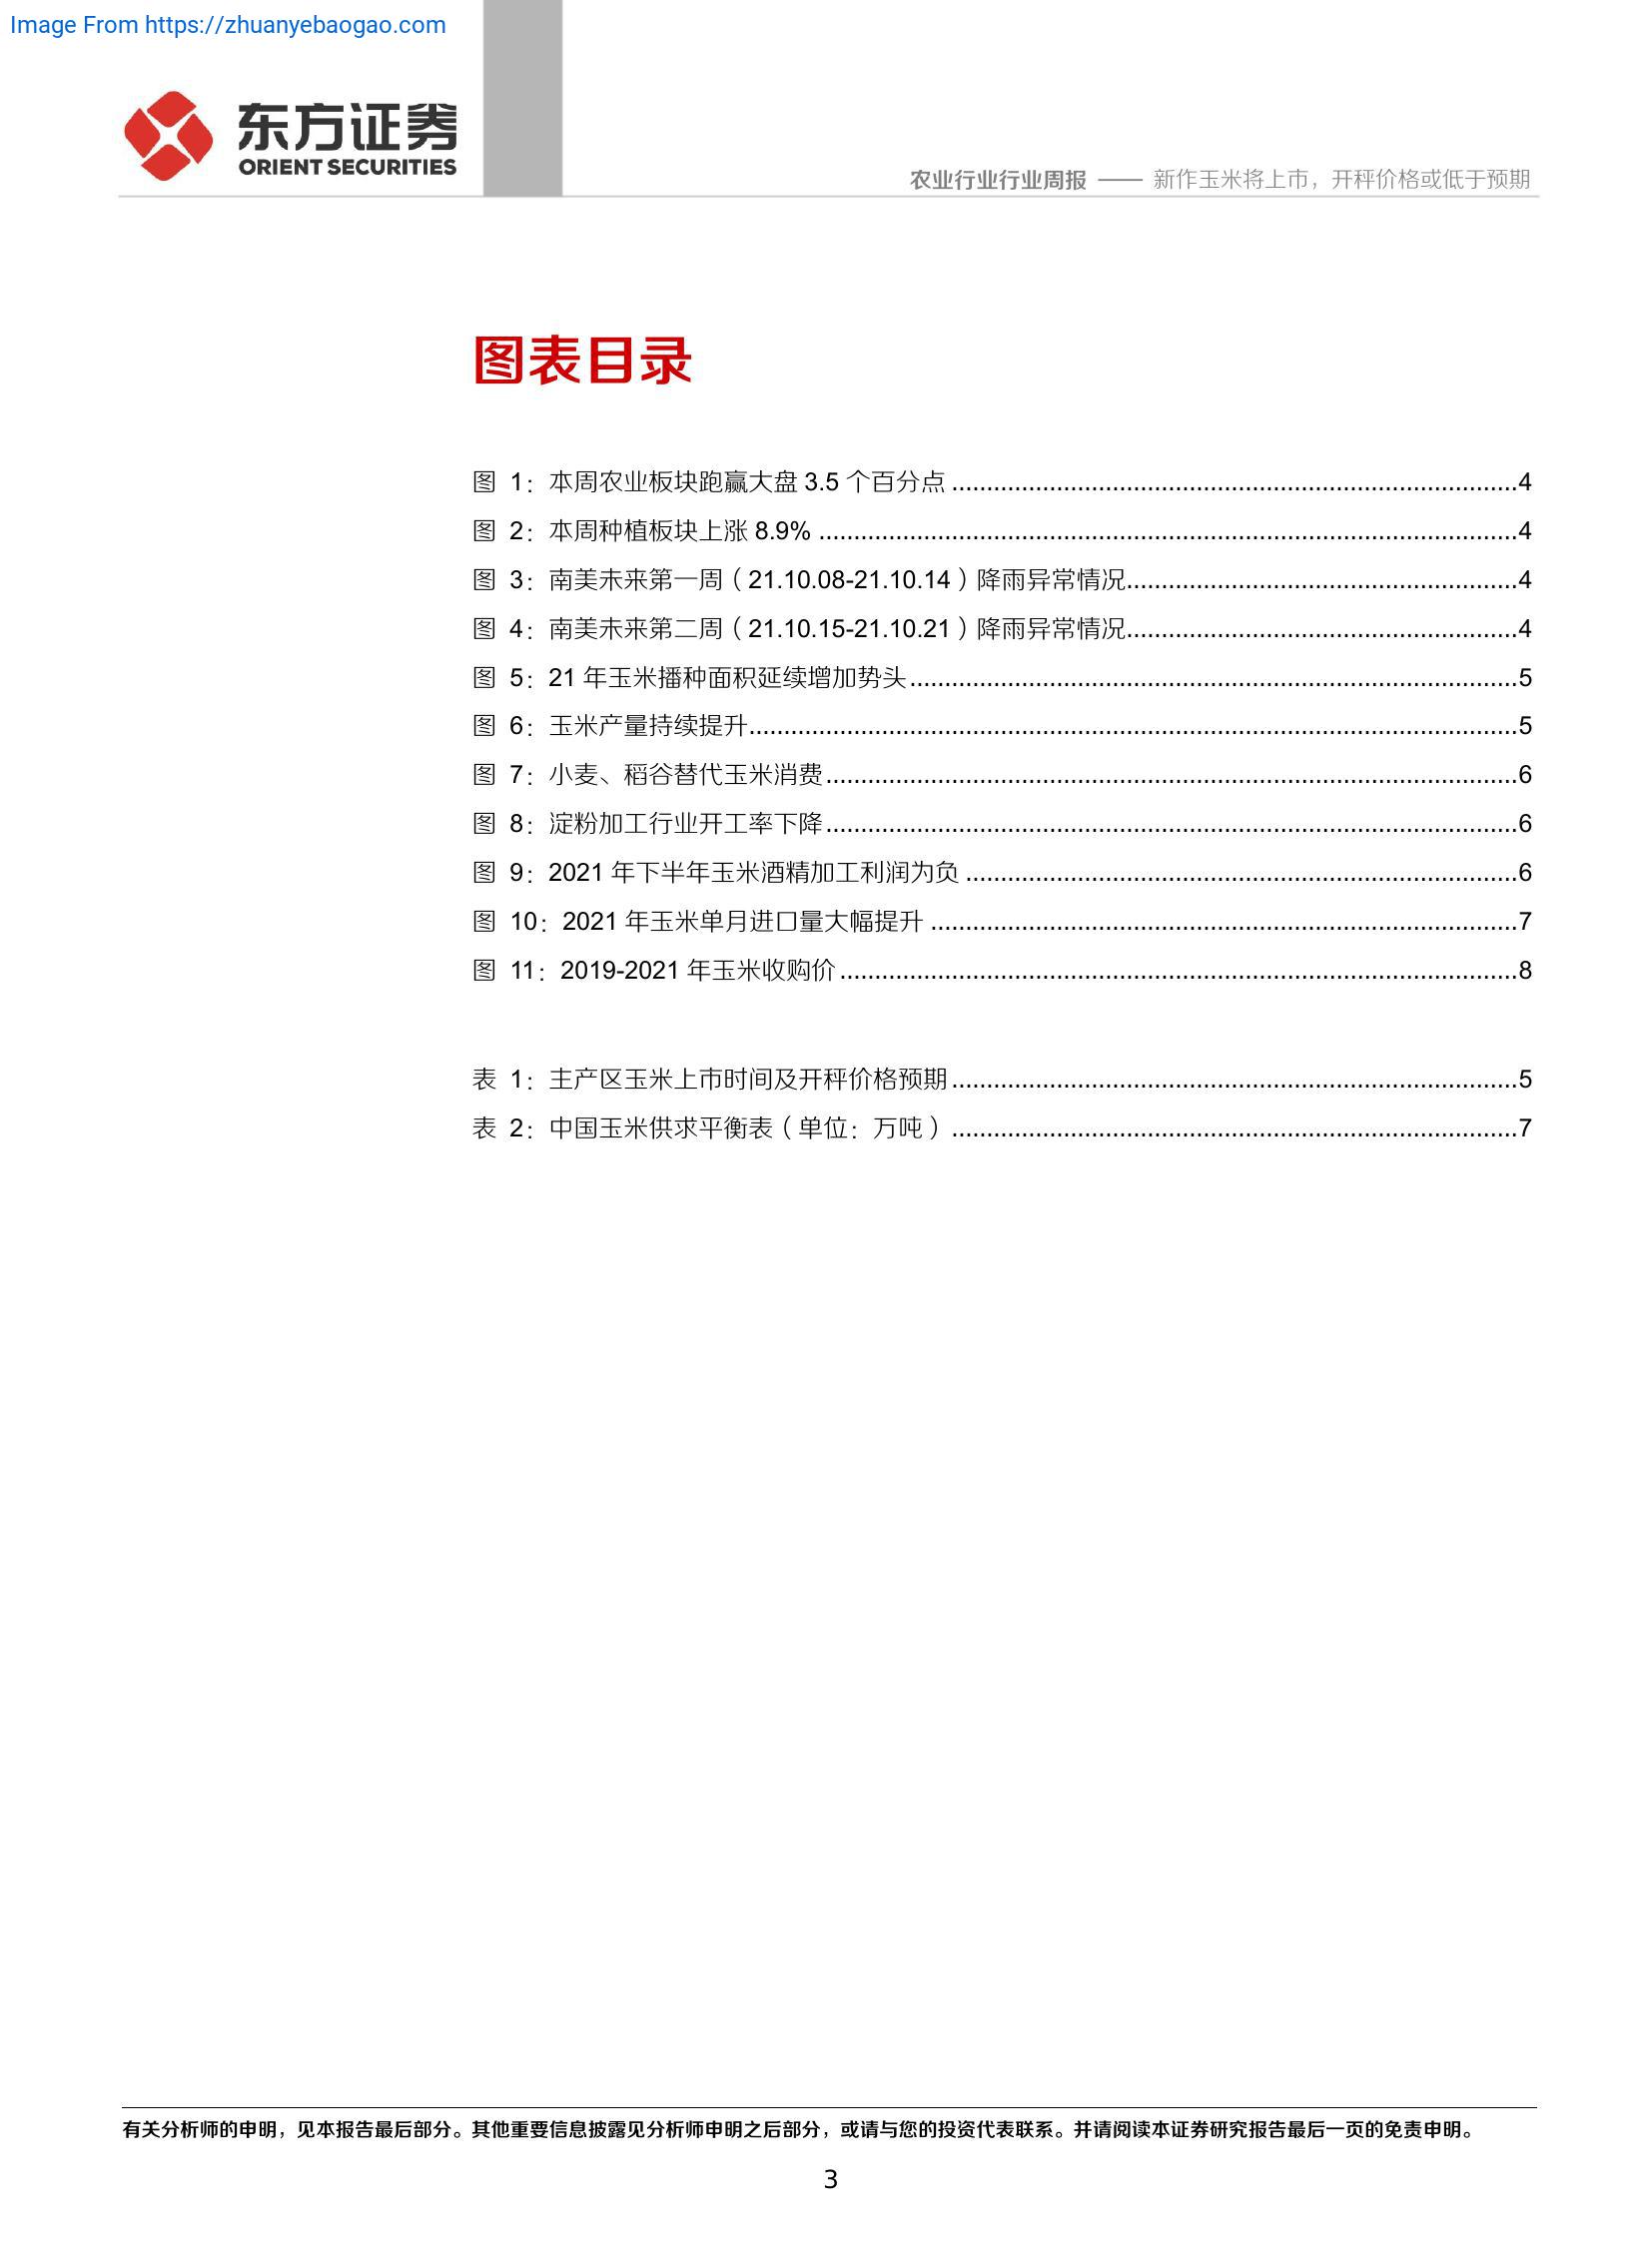 Image From https://zhuanyebaogao.com
东方证券
ORIENT SECURITIES
农业行业行业周报 —— 新作玉米将上市，开秤价格或低于预期
图表目录
图 1：本周农业板块跑赢大盘 3.5 个百分点................................................................................4
图 2：本周种植板块上涨 8.9%....................................................................................................4
图 3：南美未来第一周（21.10.08-21.10.14）降雨异常情况........................................................4
图 4：南美未来第二周（21.10.15-21.10.21）降雨异常情况........................................................4
图 5：21 年玉米播种面积延续增加势头......................................................................................5
图 6：玉米产量持续提升.............................................................................................................5
图 7：小麦、稻谷替代玉米消费..................................................................................................6
图 8：淀粉加工行业开工率下降..................................................................................................6
图 9：2021 年下半年玉米酒精加工利润为负..............................................................................6
图 10：2021 年玉米单月进口量大幅提升...................................................................................7
图 11：2019-2021 年玉米收购价................................................................................................8
表 1：主产区玉米上市时间及开秤价格预期................................................................................5
表 2：中国玉米供求平衡表（单位：万吨）................................................................................7
有关分析师的申明，见本报告最后部分。其他重要信息披露见分析师申明之后部分，或请与您的投资代表联系。并请阅读本证券研究报告最后一页的免责申明。
3